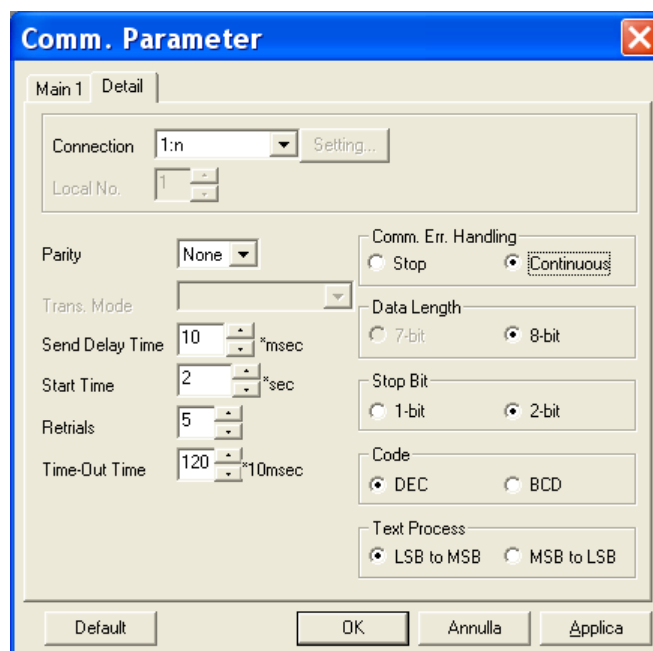 Comm. Parameter
Main 1 Detail
Connection 1:n Setting...
Local No. 1
Parity None
Trans. Mode
Send Delay Time 10 *msec
Start Time 2 *sec
Retrials 5
Time-Out Time 120 *10msec
Comm. Err. Handling
Stop Continuous
Data Length
7-bit 8-bit
Stop Bit
1-bit 2-bit
Code
DEC BCD
Text Process
LSB to MSB MSB to LSB
Default OK Annulla Applica